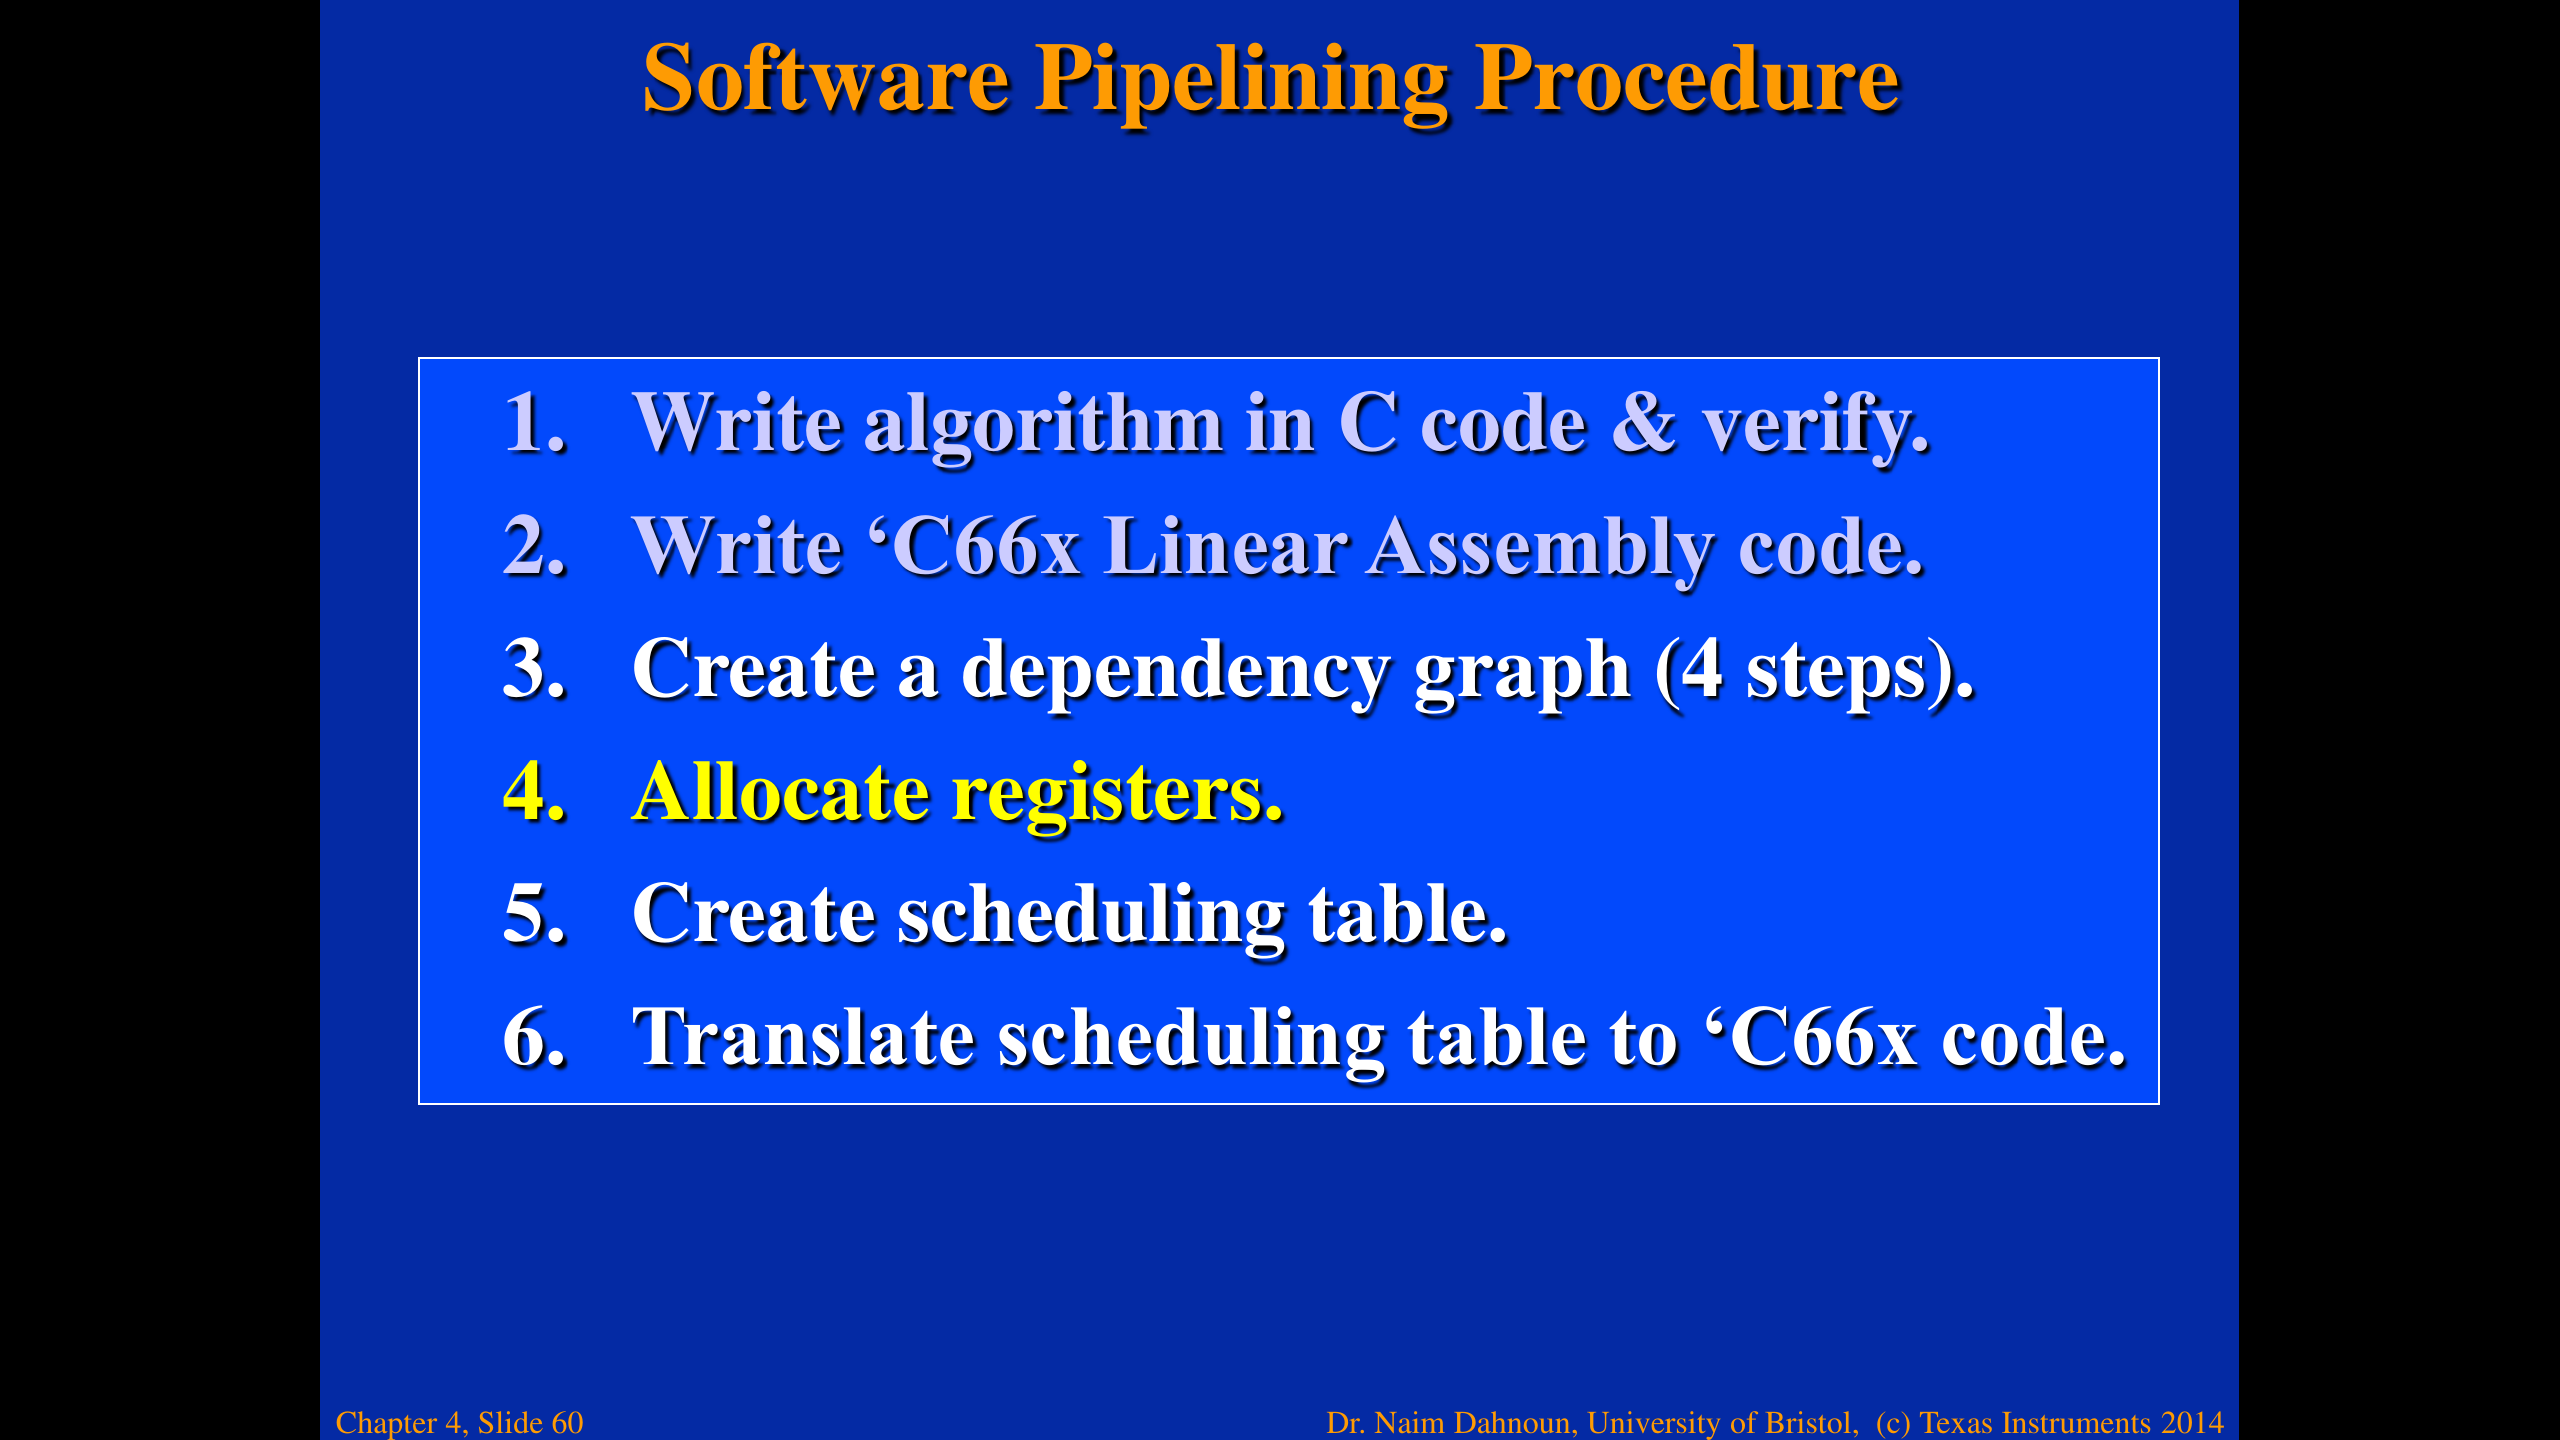 Software Pipelining Procedure
1. Write algorithm in C code & verify.
2. Write ‘C66x Linear Assembly code.
3. Create a dependency graph (4 steps).
4. Allocate registers.
5. Create scheduling table.
6. Translate scheduling table to ‘C66x code.
Chapter 4, Slide 60
Dr. Naim Dahnoun, University of Bristol, (c) Texas Instruments 2014